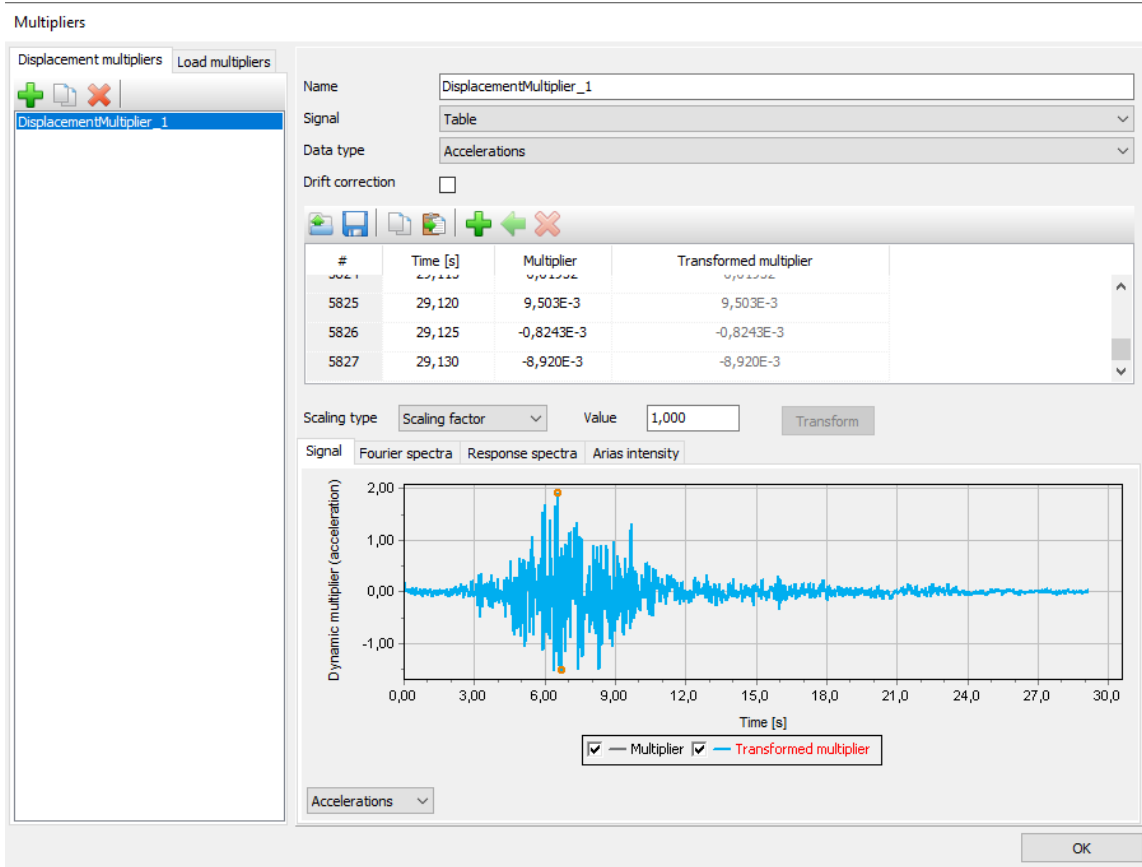 Multipliers
Displacement multipliers Load multipliers
DisplacementMultiplier_1
Name DisplacementMultiplier_1
Signal Table
Data type Accelerations
Drift correction
# Time [s] Multiplier Transformed multiplier
5825 29,120 9,503E-3 9,503E-3
5826 29,125 -0,8243E-3 -0,8243E-3
5827 29,130 -8,920E-3 -8,920E-3
Scaling type Scaling factor Value 1,000 Transform
Signal Fourier spectra Response spectra Arias intensity
Dynamic multiplier (acceleration)
2,00
1,00
0,00
-1,00
0,00 3,00 6,00 9,00 12,0 15,0 18,0 21,0 24,0 27,0 30,0
Time [s]
Multiplier Transformed multiplier
Accelerations
OK